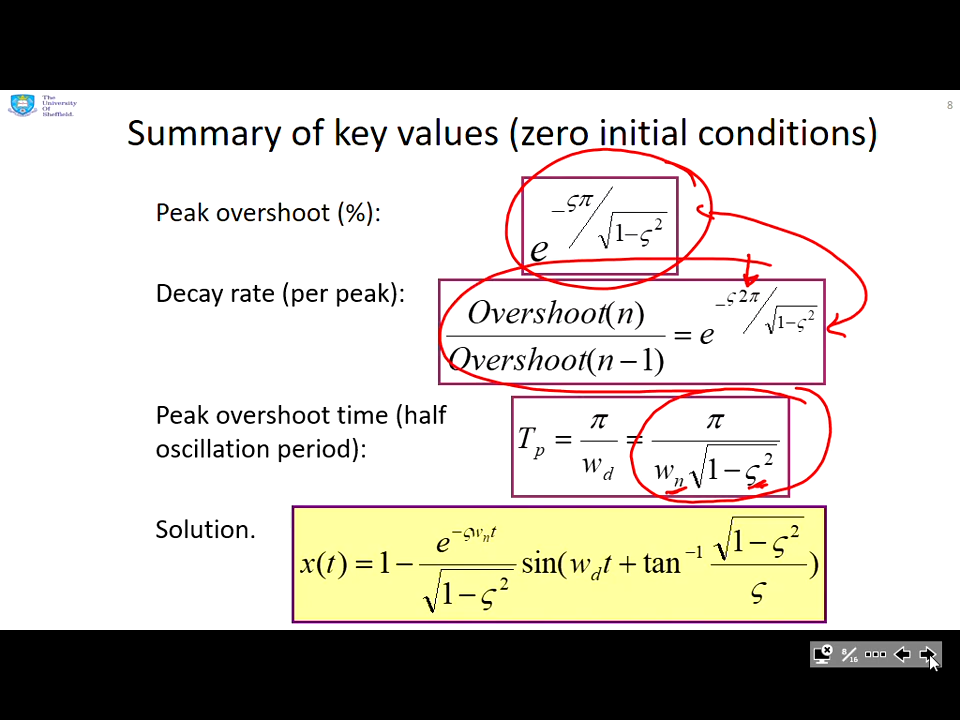 The
University
Of
Sheffield.
8
Summary of key values (zero initial conditions)
Peak overshoot (%):
e^{-ςπ/√(1−ς²)}
Decay rate (per peak):
Overshoot(n)/Overshoot(n−1) = e^{-ς2π/√(1−ς²)}
Peak overshoot time (half
oscillation period):
T_p = π/w_d = π/(w_n√(1−ς²))
Solution.
x(t) = 1 − e^{−ςw_n t}/√(1−ς²) sin(w_d t + tan^{−1} √(1−ς²)/ς)
8/16